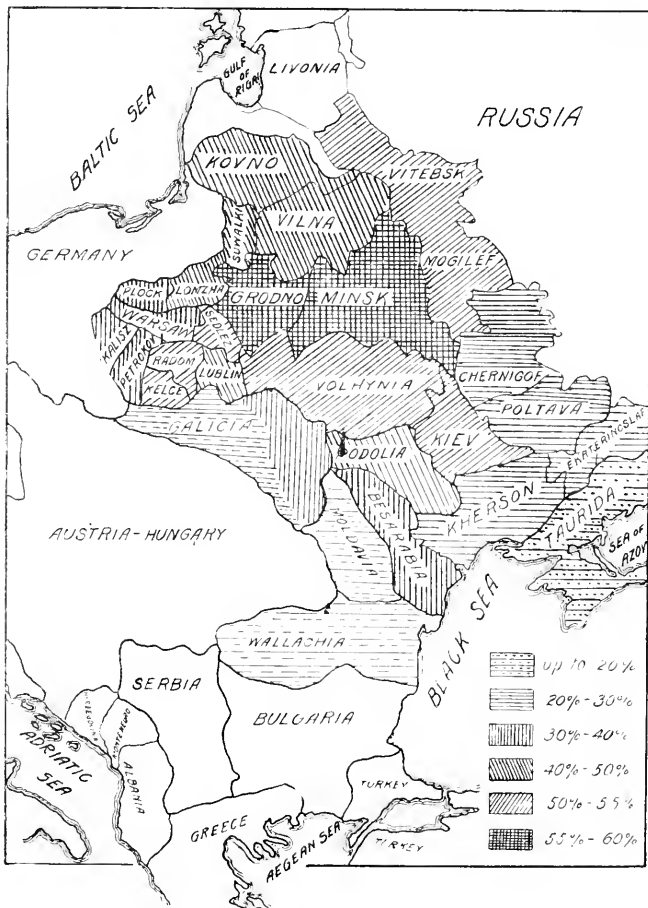 BALTIC SEA
GULF
OF
RIGA
LIVONIA
RUSSIA
KOVNO
VITEBSK
SUWALKI
VILNA
GERMANY
MOGILEF
PLOCK
LOMZHA
GRODNO
MINSK
KALISZ
WARSAW
SEDLEZ
PETROKOV
RADOM
LUBLIN
KELCE
CHERNIGOF
VOLHYNIA
POLTAVA
GALICIA
KIEV
EKATERINOSLAF
PODOLIA
KHERSON
TAURIDA
AUSTRIA-HUNGARY
MOLDAVIA
BESARABIA
SEA OF
AZOV
WALLACHIA
BLACK SEA
SERBIA
BULGARIA
MONTENEGRO
ADRIATIC
SEA
ALBANIA
TURKEY
GREECE
AEGEAN SEA
TURKEY
up to 20%
20%-30%
30%-40%
40%-50%
50%-55%
55%-60%